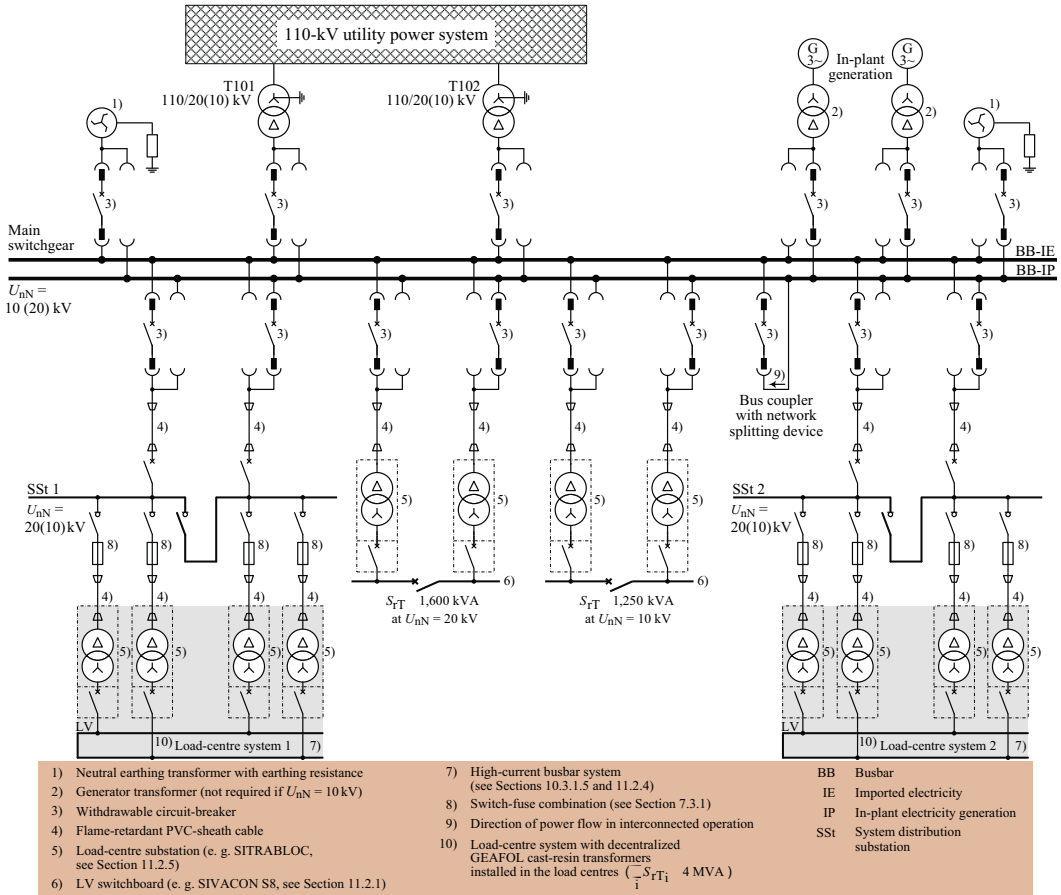 110-kV utility power system
G
3~
In-plant
generation
G
3~
T101
110/20(10) kV
T102
110/20(10) kV
1)
2)
2)
1)
3)
3)
3)
3)
3)
3)
Main
switchgear
BB-IE
BB-IP
UnN =
10 (20) kV
3)
3)
3)
3)
3)
3)
3)
3)
3)
9)
Bus coupler
with network
splitting device
4)
4)
4)
4)
4)
4)
4)
4)
5)
5)
5)
5)
SSt 1
UnN =
20(10) kV
SSt 2
UnN =
20(10) kV
8)
8)
8)
8)
8)
8)
6)
6)
SrT 1,600 kVA
at UnN = 20 kV
SrT 1,250 kVA
at UnN = 10 kV
4)
4)
4)
4)
4)
4)
5)
5)
5)
5)
5)
5)
5)
5)
LV
10)
Load-centre system 1
7)
LV
10)
Load-centre system 2
7)
1) Neutral earthing transformer with earthing resistance
2) Generator transformer (not required if UnN = 10 kV)
3) Withdrawable circuit-breaker
4) Flame-retardant PVC-sheath cable
5) Load-centre substation (e. g. SITRABLOC,
see Section 11.2.5)
6) LV switchboard (e. g. SIVACON S8, see Section 11.2.1)
7) High-current busbar system
(see Sections 10.3.1.5 and 11.2.4)
8) Switch-fuse combination (see Section 7.3.1)
9) Direction of power flow in interconnected operation
10) Load-centre system with decentralized
GEAFOL cast-resin transformers
installed in the load centres ( i SrTi 4 MVA )
BB Busbar
IE Imported electricity
IP In-plant electricity generation
SSt System distribution
substation